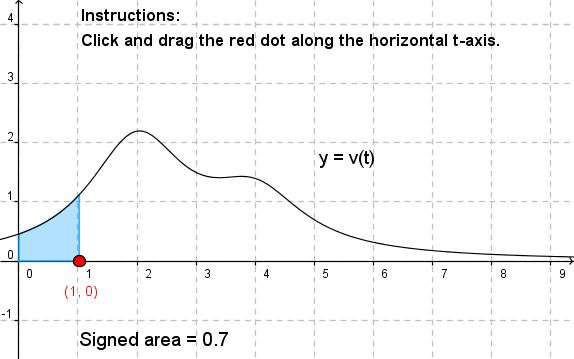 Instructions:
Click and drag the red dot along the horizontal t-axis.
4
3
2
y = v(t)
1
0
0 1 2 3 4 5 6 7 8 9
(1, 0)
-1
Signed area = 0.7